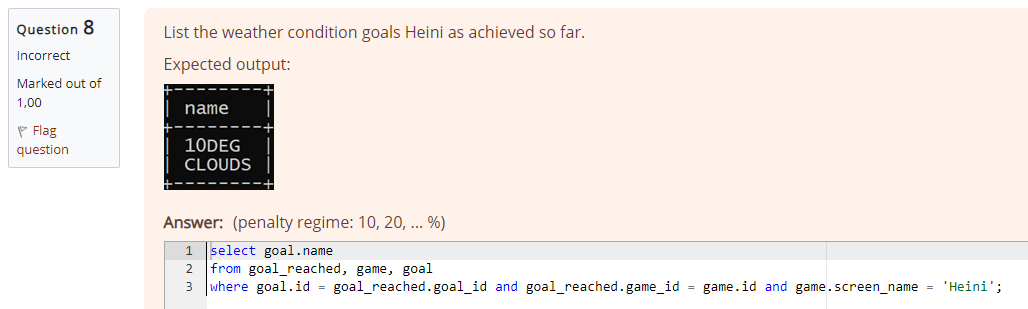 Question 8
Incorrect
Marked out of
1,00
Flag
question
List the weather condition goals Heini as achieved so far.
Expected output:
+--------+
| name |
+--------+
| 10DEG |
| CLOUDS |
+--------+
Answer: (penalty regime: 10, 20, ... %)
1 select goal.name
2 from goal_reached, game, goal
3 where goal.id = goal_reached.goal_id and goal_reached.game_id = game.id and game.screen_name = 'Heini';